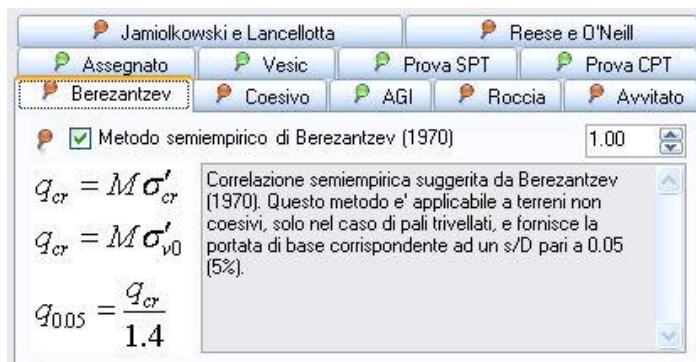 Jamiolkowski e Lancellotta Reese e O'Neill
Assegnato Vesic Prova SPT Prova CPT
Berezantzev Coesivo AGI Roccia Avvitato
Metodo semiempirico di Berezantzev (1970) 1.00
q_cr = M σ'_cr
q_cr = M σ'_v0
q_0.05 = q_cr / 1.4
Correlazione semiempirica suggerita da Berezantzev
(1970). Questo metodo e' applicabile a terreni non
coesivi, solo nel caso di pali trivellati, e fornisce la
portata di base corrispondente ad un s/D pari a 0.05
(5%).